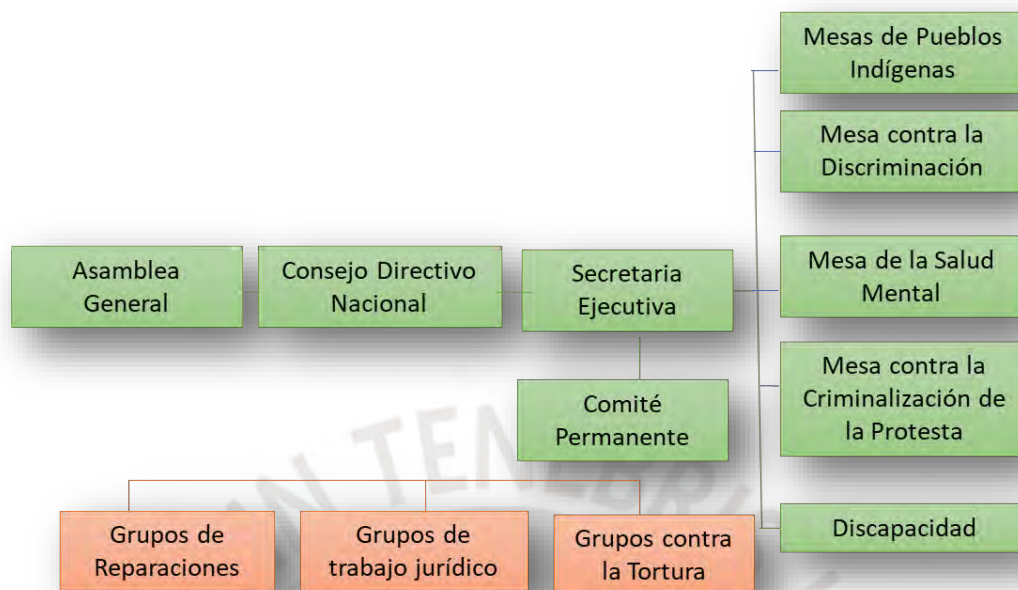 Mesas de Pueblos
Indígenas
Mesa contra la
Discriminación
Asamblea
General
Consejo Directivo
Nacional
Secretaria
Ejecutiva
Mesa de la Salud
Mental
Comité
Permanente
Mesa contra la
Criminalización de
la Protesta
Grupos de
Reparaciones
Grupos de
trabajo jurídico
Grupos contra
la Tortura
Discapacidad
IN TENEBRI